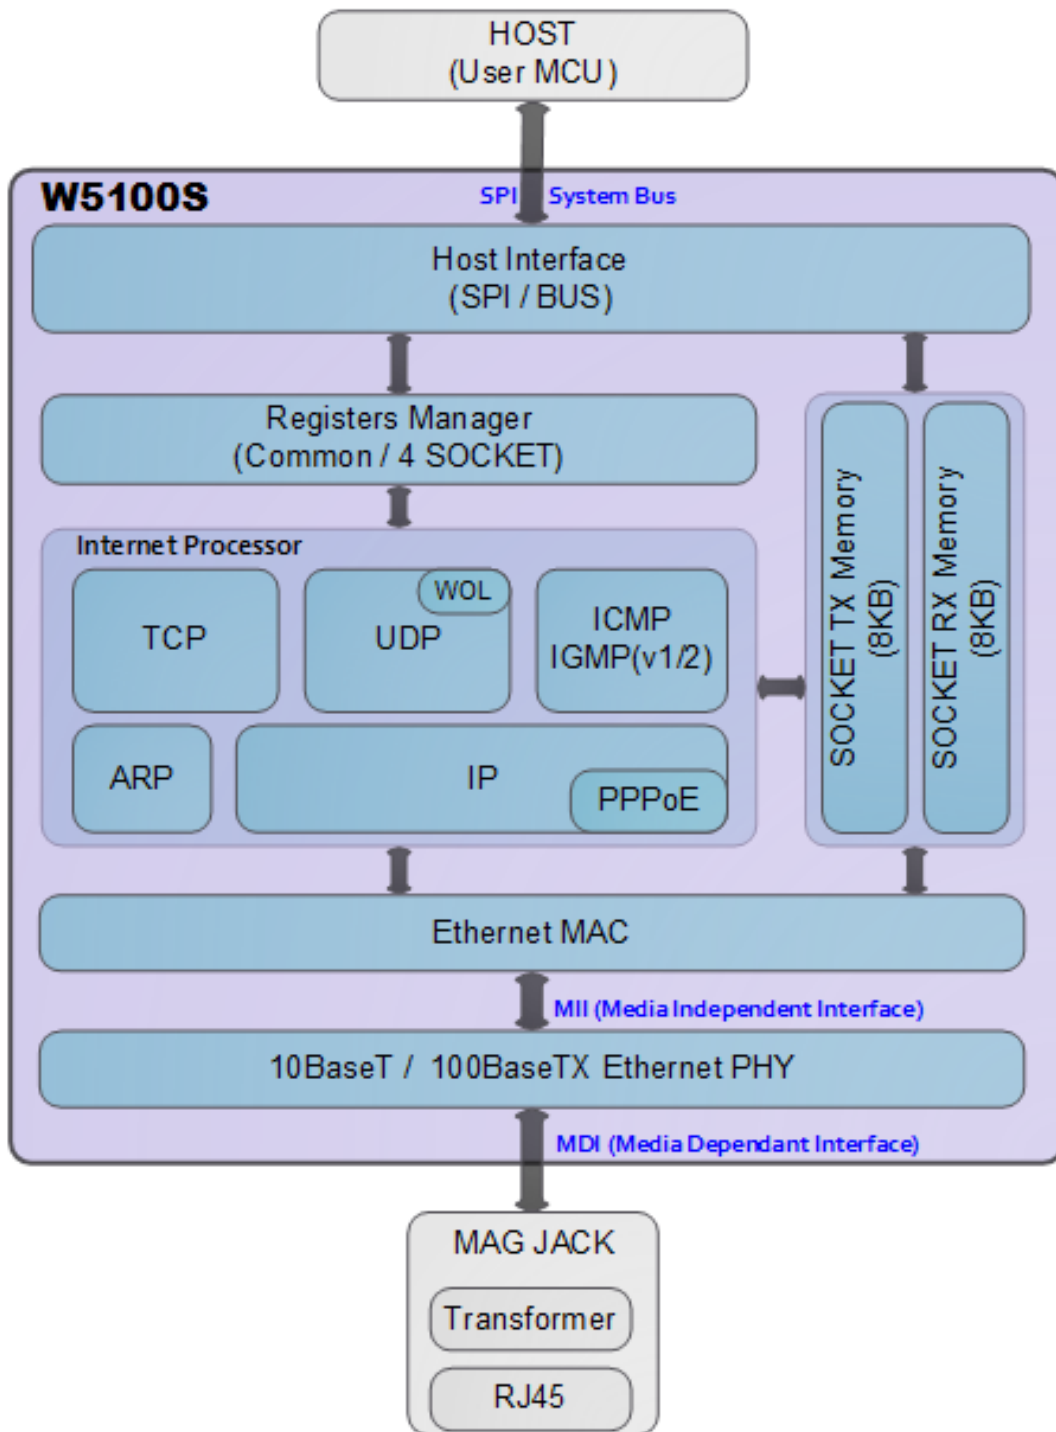 HOST
(User MCU)
W5100S
SPI System Bus
Host Interface
(SPI / BUS)
Registers Manager
(Common / 4 SOCKET)
Internet Processor
TCP
UDP
WOL
ICMP
IGMP(v1/2)
ARP
IP
PPPoE
SOCKET TX Memory
(8KB)
SOCKET RX Memory
(8KB)
Ethernet MAC
MII (Media Independent Interface)
10BaseT / 100BaseTX Ethernet PHY
MDI (Media Dependant Interface)
MAG JACK
Transformer
RJ45